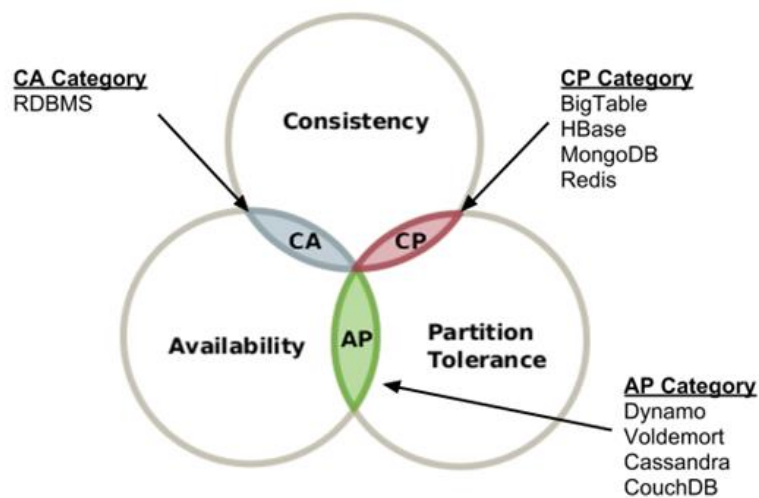 CA Category
RDBMS
CP Category
BigTable
HBase
MongoDB
Redis
Consistency
CA
CP
Availability
AP
Partition
Tolerance
AP Category
Dynamo
Voldemort
Cassandra
CouchDB